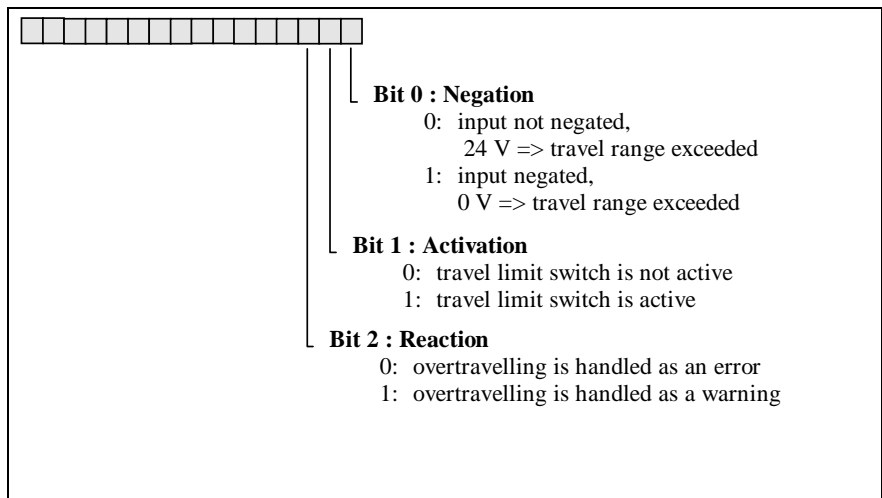 Bit 0 : Negation
0: input not negated,
24 V => travel range exceeded
1: input negated,
0 V => travel range exceeded
Bit 1 : Activation
0: travel limit switch is not active
1: travel limit switch is active
Bit 2 : Reaction
0: overtravelling is handled as an error
1: overtravelling is handled as a warning